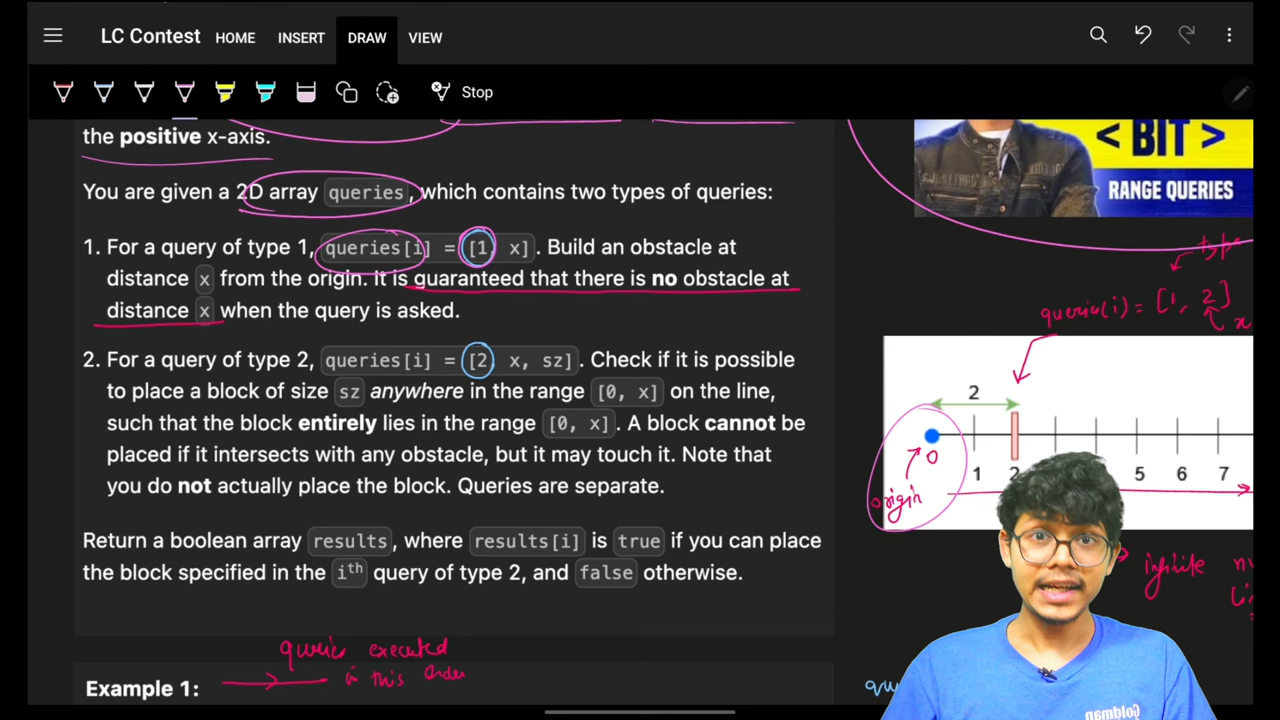 LC Contest HOME INSERT DRAW VIEW
Stop
the positive x-axis.
You are given a 2D array queries, which contains two types of queries:
1. For a query of type 1, queries[i] = [1, x]. Build an obstacle at
distance x from the origin. It is guaranteed that there is no obstacle at
distance x when the query is asked.
2. For a query of type 2, queries[i] = [2, x, sz]. Check if it is possible
to place a block of size sz anywhere in the range [0, x] on the line,
such that the block entirely lies in the range [0, x]. A block cannot be
placed if it intersects with any obstacle, but it may touch it. Note that
you do not actually place the block. Queries are separate.
Return a boolean array results, where results[i] is true if you can place
the block specified in the ith query of type 2, and false otherwise.
queries executed
in this order
Example 1:
< BIT >
RANGE QUERIES
type
queries(i) = [1, 2]
x
2
0
1 2 5 6 7
origin
infinite
Goldman